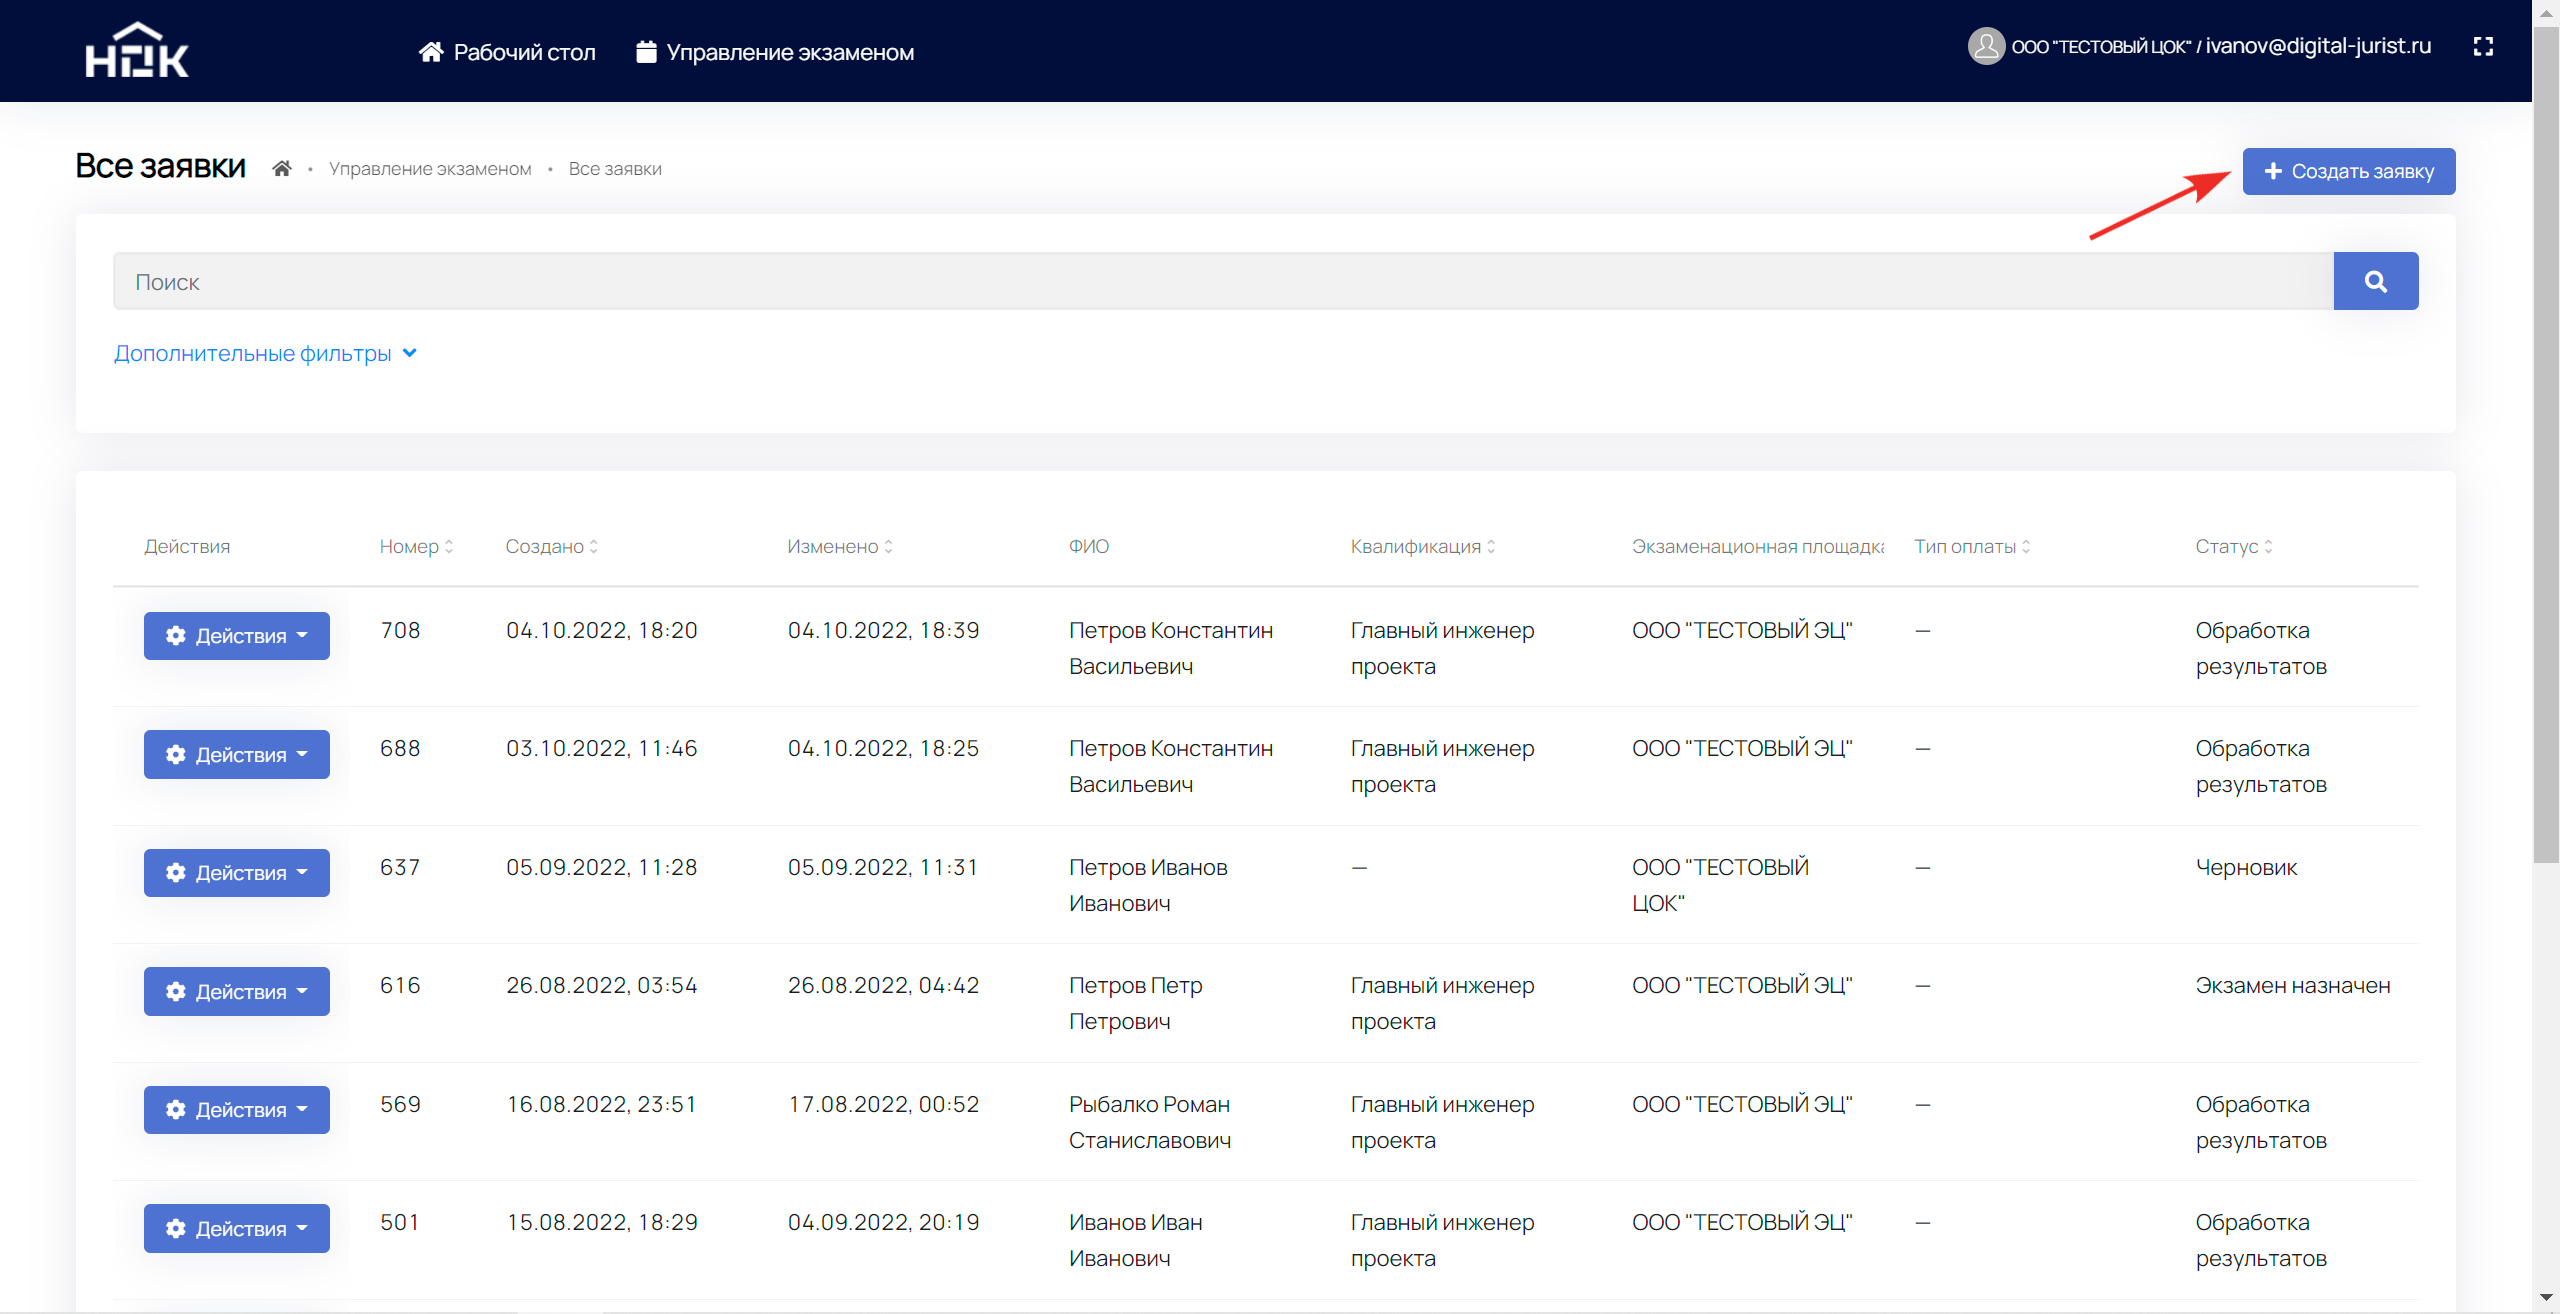 НОК
Рабочий стол
Управление экзаменом
ООО "ТЕСТОВЫЙ ЦОК" / ivanov@digital-jurist.ru
Все заявки
• Управление экзаменом • Все заявки
Создать заявку
Поиск
Дополнительные фильтры
Действия Номер Создано Изменено ФИО Квалификация Экзаменационная площадка Тип оплаты Статус
Действия 708 04.10.2022, 18:20 04.10.2022, 18:39 Петров Константин Главный инженер ООО "ТЕСТОВЫЙ ЭЦ" — Обработка
Васильевич проекта результатов
Действия 688 03.10.2022, 11:46 04.10.2022, 18:25 Петров Константин Главный инженер ООО "ТЕСТОВЫЙ ЭЦ" — Обработка
Васильевич проекта результатов
Действия 637 05.09.2022, 11:28 05.09.2022, 11:31 Петров Иванов — ООО "ТЕСТОВЫЙ — Черновик
Иванович ЦОК"
Действия 616 26.08.2022, 03:54 26.08.2022, 04:42 Петров Петр Главный инженер ООО "ТЕСТОВЫЙ ЭЦ" — Экзамен назначен
Петрович проекта
Действия 569 16.08.2022, 23:51 17.08.2022, 00:52 Рыбалко Роман Главный инженер ООО "ТЕСТОВЫЙ ЭЦ" — Обработка
Станиславович проекта результатов
Действия 501 15.08.2022, 18:29 04.09.2022, 20:19 Иванов Иван Главный инженер ООО "ТЕСТОВЫЙ ЭЦ" — Обработка
Иванович проекта результатов